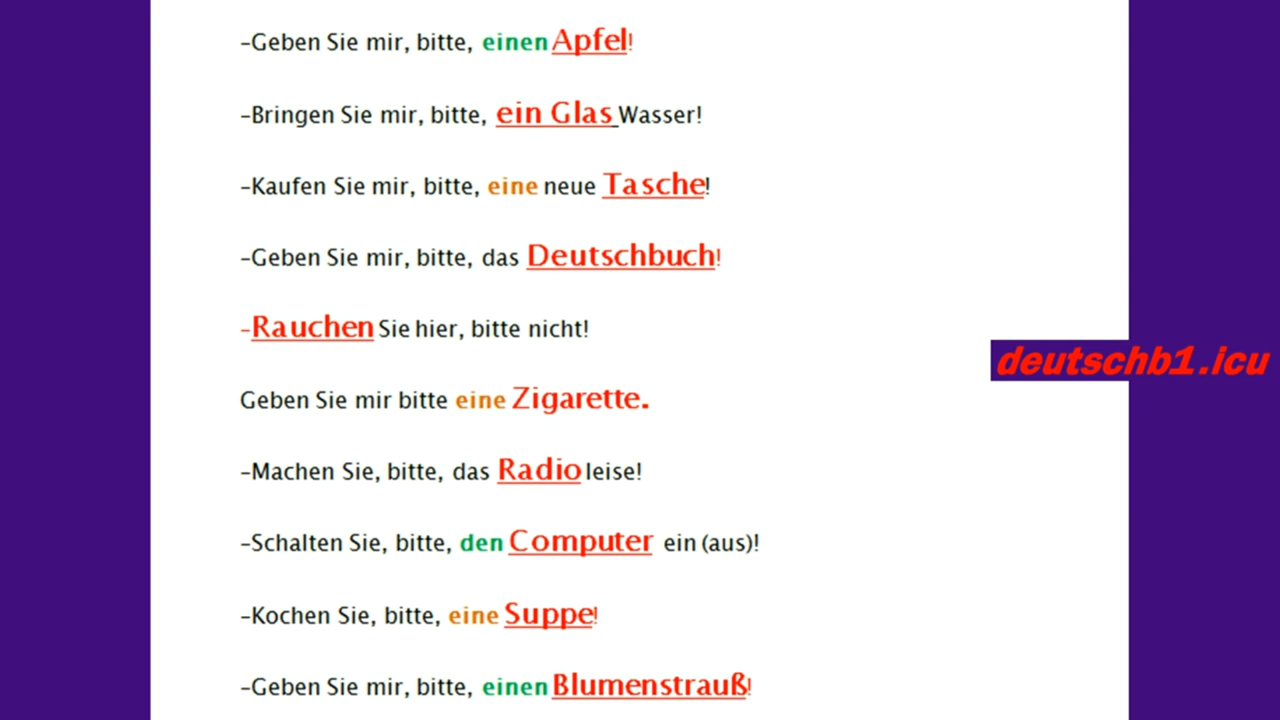 -Geben Sie mir, bitte, einen Apfel!
-Bringen Sie mir, bitte, ein Glas Wasser!
-Kaufen Sie mir, bitte, eine neue Tasche!
-Geben Sie mir, bitte, das Deutschbuch!
-Rauchen Sie hier, bitte nicht!
deutschb1.icu
Geben Sie mir bitte eine Zigarette.
-Machen Sie, bitte, das Radio leise!
-Schalten Sie, bitte, den Computer ein (aus)!
-Kochen Sie, bitte, eine Suppe!
-Geben Sie mir, bitte, einen Blumenstrauß!